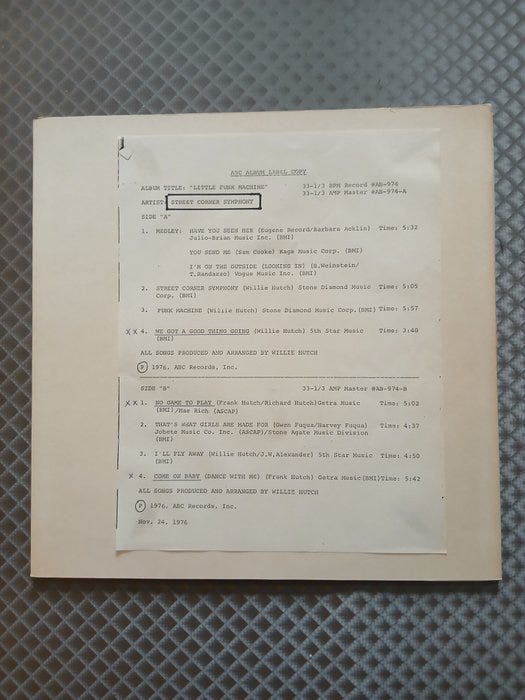 ABC ALBUM LABEL COPY
ALBUM TITLE: "LITTLE FUNK MACHINE" 33-1/3 RPM Record #AB-974
33-1/3 AMP Master #AB-974-A
ARTIST: STREET CORNER SYMPHONY
SIDE "A"
1. MEDLEY: HAVE YOU SEEN HER (Eugene Record/Barbara Acklin) Time: 5:32
Julio-Brian Music Inc. (BMI)
YOU SEND ME (Sam Cooke) Kags Music Corp. (BMI)
I'M ON THE OUTSIDE (LOOKING IN) (B.Weinstein/
T.Randazzo) Vogue Music Inc. (BMI)
2. STREET CORNER SYMPHONY (Willie Hutch) Stone Diamond Music Time: 5:05
Corp. (BMI)
3. FUNK MACHINE (Willie Hutch) Stone Diamond Music Corp.(BMI) Time: 5:57
XX 4. WE GOT A GOOD THING GOING (Willie Hutch) 5th Star Music Time: 3:48
(BMI)
ALL SONGS PRODUCED AND ARRANGED BY WILLIE HUTCH
Ⓟ 1976, ABC Records, Inc.
SIDE "B" 33-1/3 AMP Master #AB-974-B
XX 1. NO GAME TO PLAY (Frank Hutch/Richard Hutch)Getra Music Time: 5:02
(BMI)/Mae Rich (ASCAP)
2. THAT'S WHAT GIRLS ARE MADE FOR (Gwen Fuqua/Harvey Fuqua) Time: 4:37
Jobete Music Co. Inc. (ASCAP)/Stone Agate Music Division
(BMI)
3. I'LL FLY AWAY (Willie Hutch/J.W.Alexander) 5th Star Music Time: 4:50
(BMI)
X 4. COME ON BABY (DANCE WITH ME) (Frank Hutch) Getra Music(BMI)Time: 5:42
ALL SONGS PRODUCED AND ARRANGED BY WILLIE HUTCH
Ⓟ 1976, ABC Records, Inc.
Nov. 24, 1976